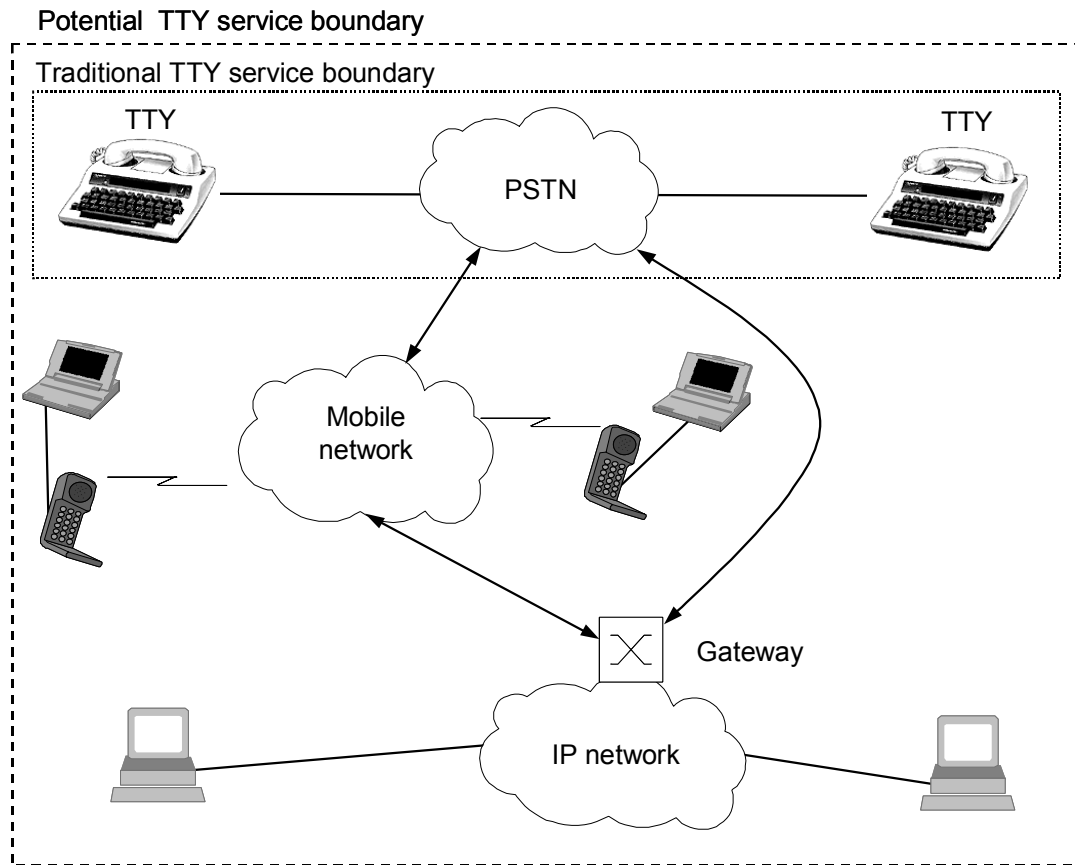 Potential TTY service boundary
Traditional TTY service boundary
TTY
TTY
PSTN
Mobile
network
Gateway
IP network